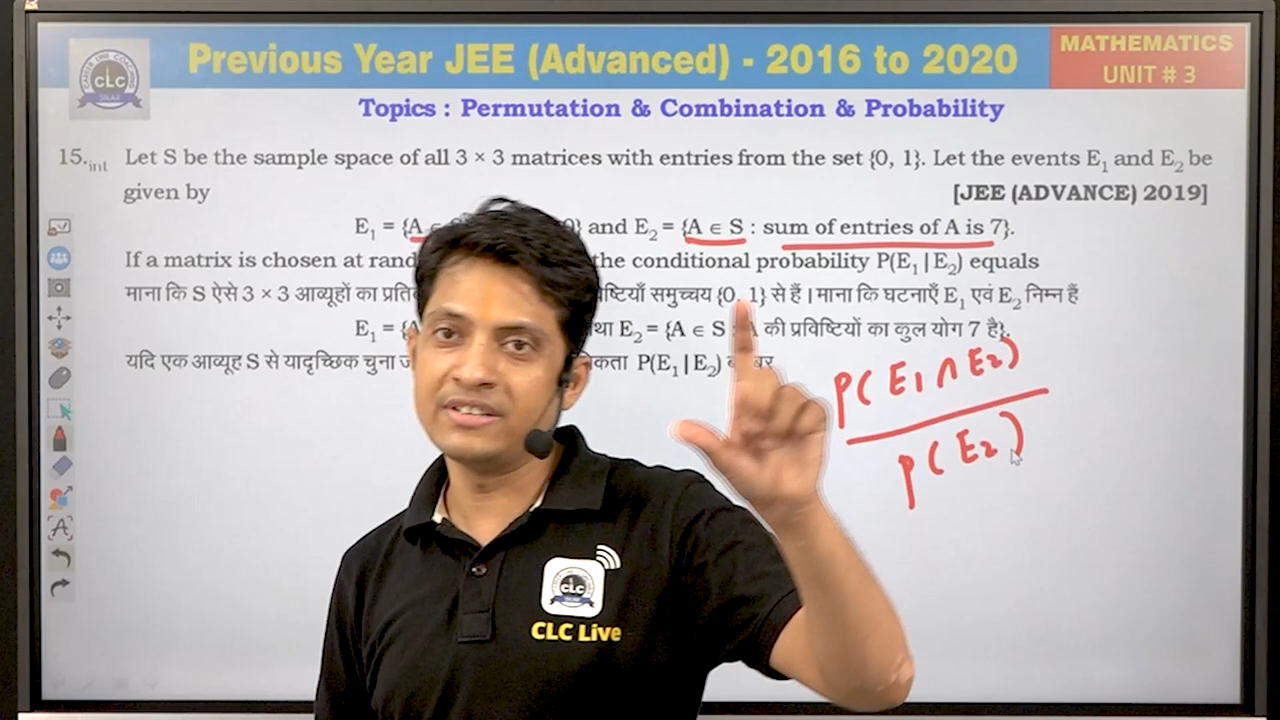 Previous Year JEE (Advanced) - 2016 to 2020
MATHEMATICS
UNIT # 3
CLC
Topics : Permutation & Combination & Probability
15.int Let S be the sample space of all 3 × 3 matrices with entries from the set {0, 1}. Let the events E1 and E2 be
given by [JEE (ADVANCE) 2019]
E1 = {A 0} and E2 = {A ∈ S : sum of entries of A is 7}.
If a matrix is chosen at the conditional probability P(E1 | E2) equals
माना कि S ऐसे 3 × 3 आव्यूहों का समुच्चय {0, 1} से हैं । माना कि घटनाएँ E1 एवं E2 निम्न हैं
E1 = E2 = {A ∈ S : A की प्रविष्टियों का कुल योग 7 है}.
यदि एक आव्यूह S से यादृच्छिक चुना P(E1 | E2)
P(E1 ∩ E2)
P(E2)
CLC
CLC Live